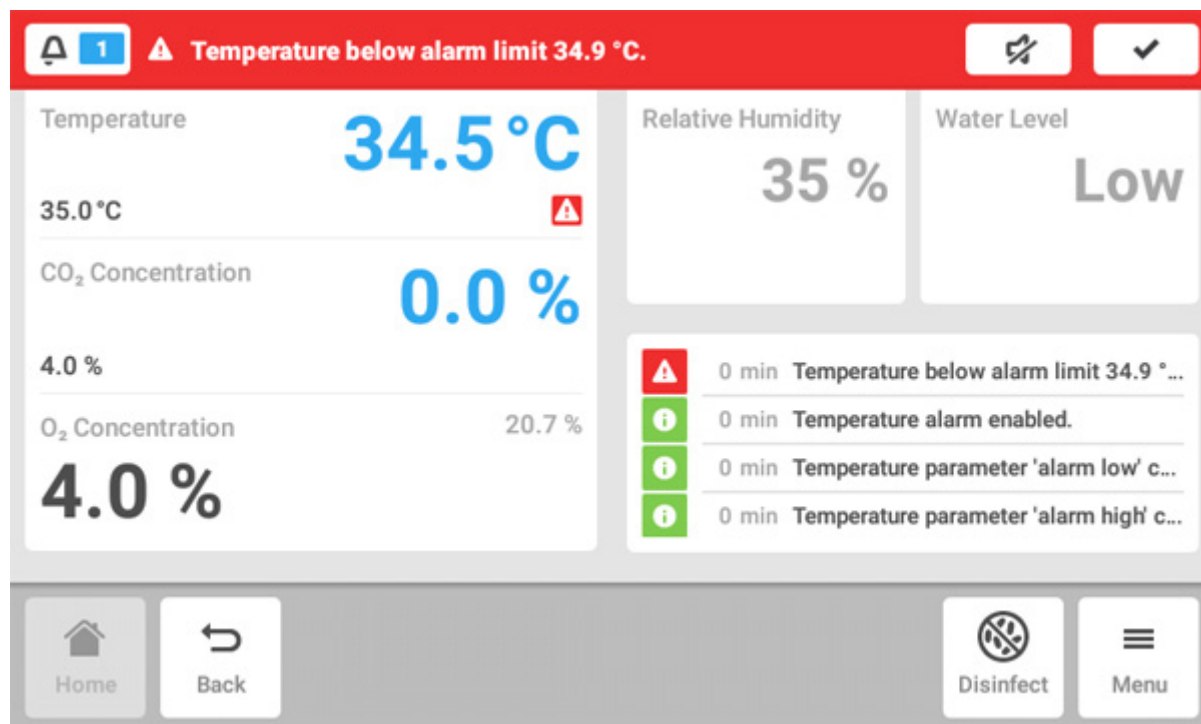 1
Temperature below alarm limit 34.9 °C.
Temperature
34.5 °C
35.0 °C
CO₂ Concentration
0.0 %
4.0 %
O₂ Concentration
20.7 %
4.0 %
Relative Humidity
35 %
Water Level
Low
0 min Temperature below alarm limit 34.9 °...
0 min Temperature alarm enabled.
0 min Temperature parameter 'alarm low' c...
0 min Temperature parameter 'alarm high' c...
Home
Back
Disinfect
Menu